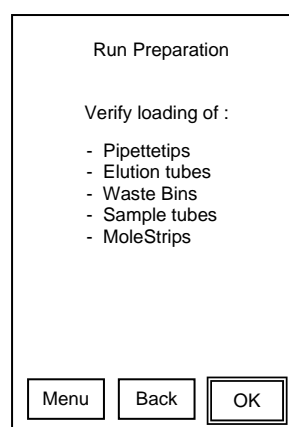 Run Preparation
Verify loading of :
- Pipettetips
- Elution tubes
- Waste Bins
- Sample tubes
- MoleStrips
Menu Back OK